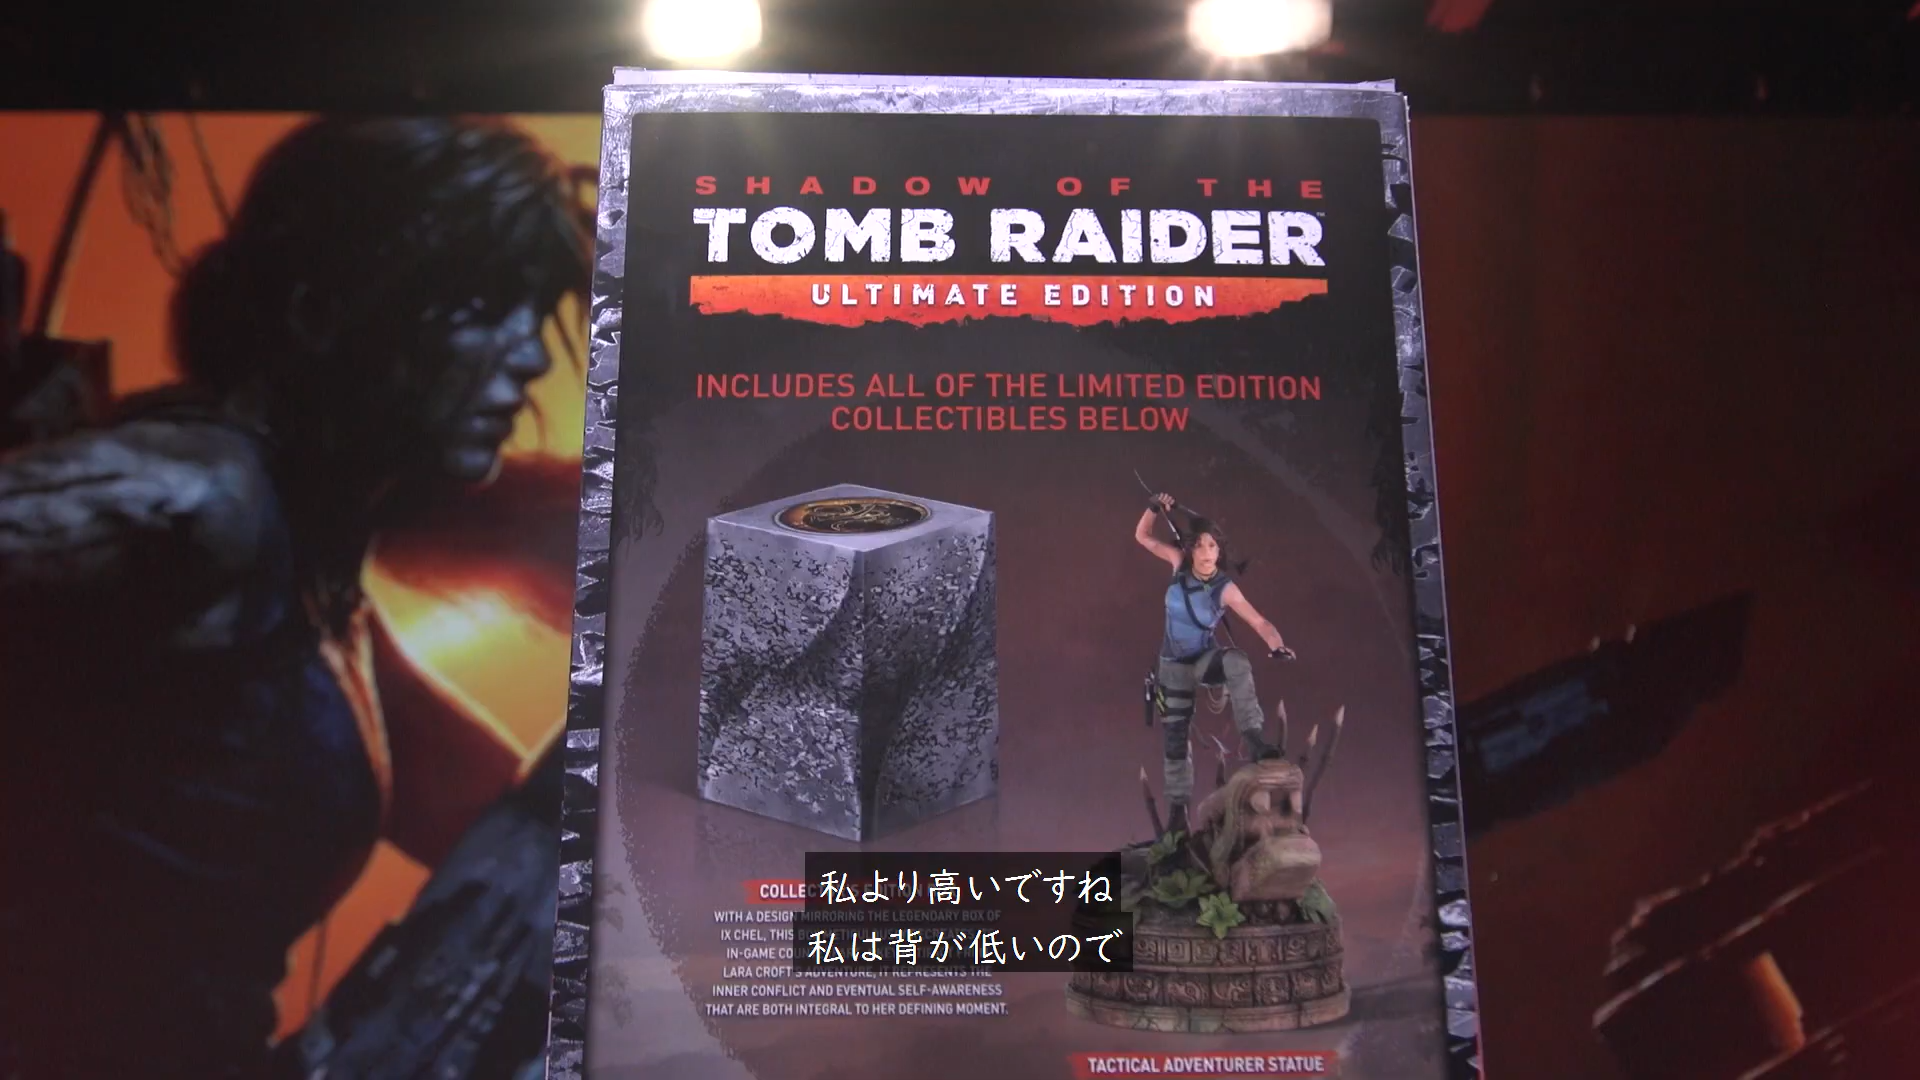 SHADOW OF THE
TOMB RAIDER™
ULTIMATE EDITION
INCLUDES ALL OF THE LIMITED EDITION
COLLECTIBLES BELOW
WITH A DESIGN MIRRORING THE LEGENDARY BOX OF
IX CHEL, THIS
IN-GAME
LARA CROFT'S ADVENTURE, IT REPRESENTS THE
INNER CONFLICT AND EVENTUAL SELF-AWARENESS
THAT ARE BOTH INTEGRAL TO HER DEFINING MOMENT.
TACTICAL ADVENTURER STATUE
私より高いですね
私は背が低いので